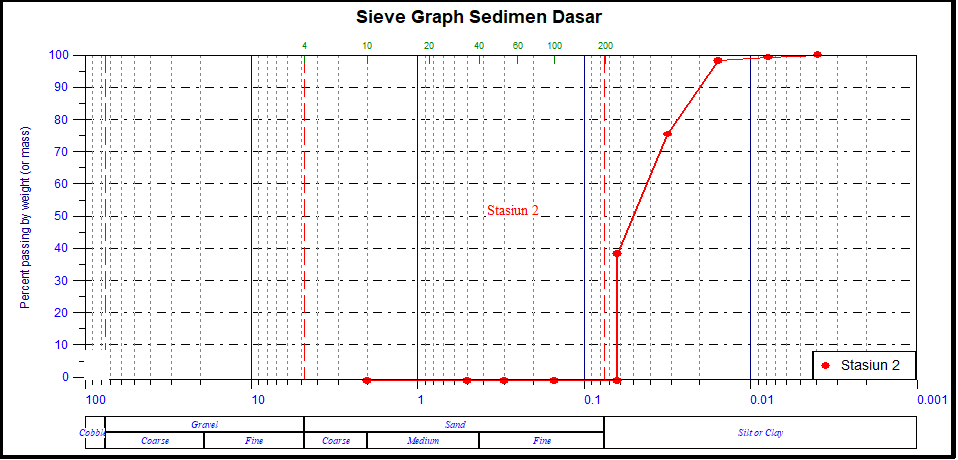 Sieve Graph Sedimen Dasar
4 10 20 40 60 100 200
Percent passing by weight (or mass)
100
90
80
70
60
50
40
30
20
10
0
Stasiun 2
Stasiun 2
100 10 1 0.1 0.01 0.001
Cobble Gravel Sand Silt or Clay
Coarse Fine Coarse Medium Fine